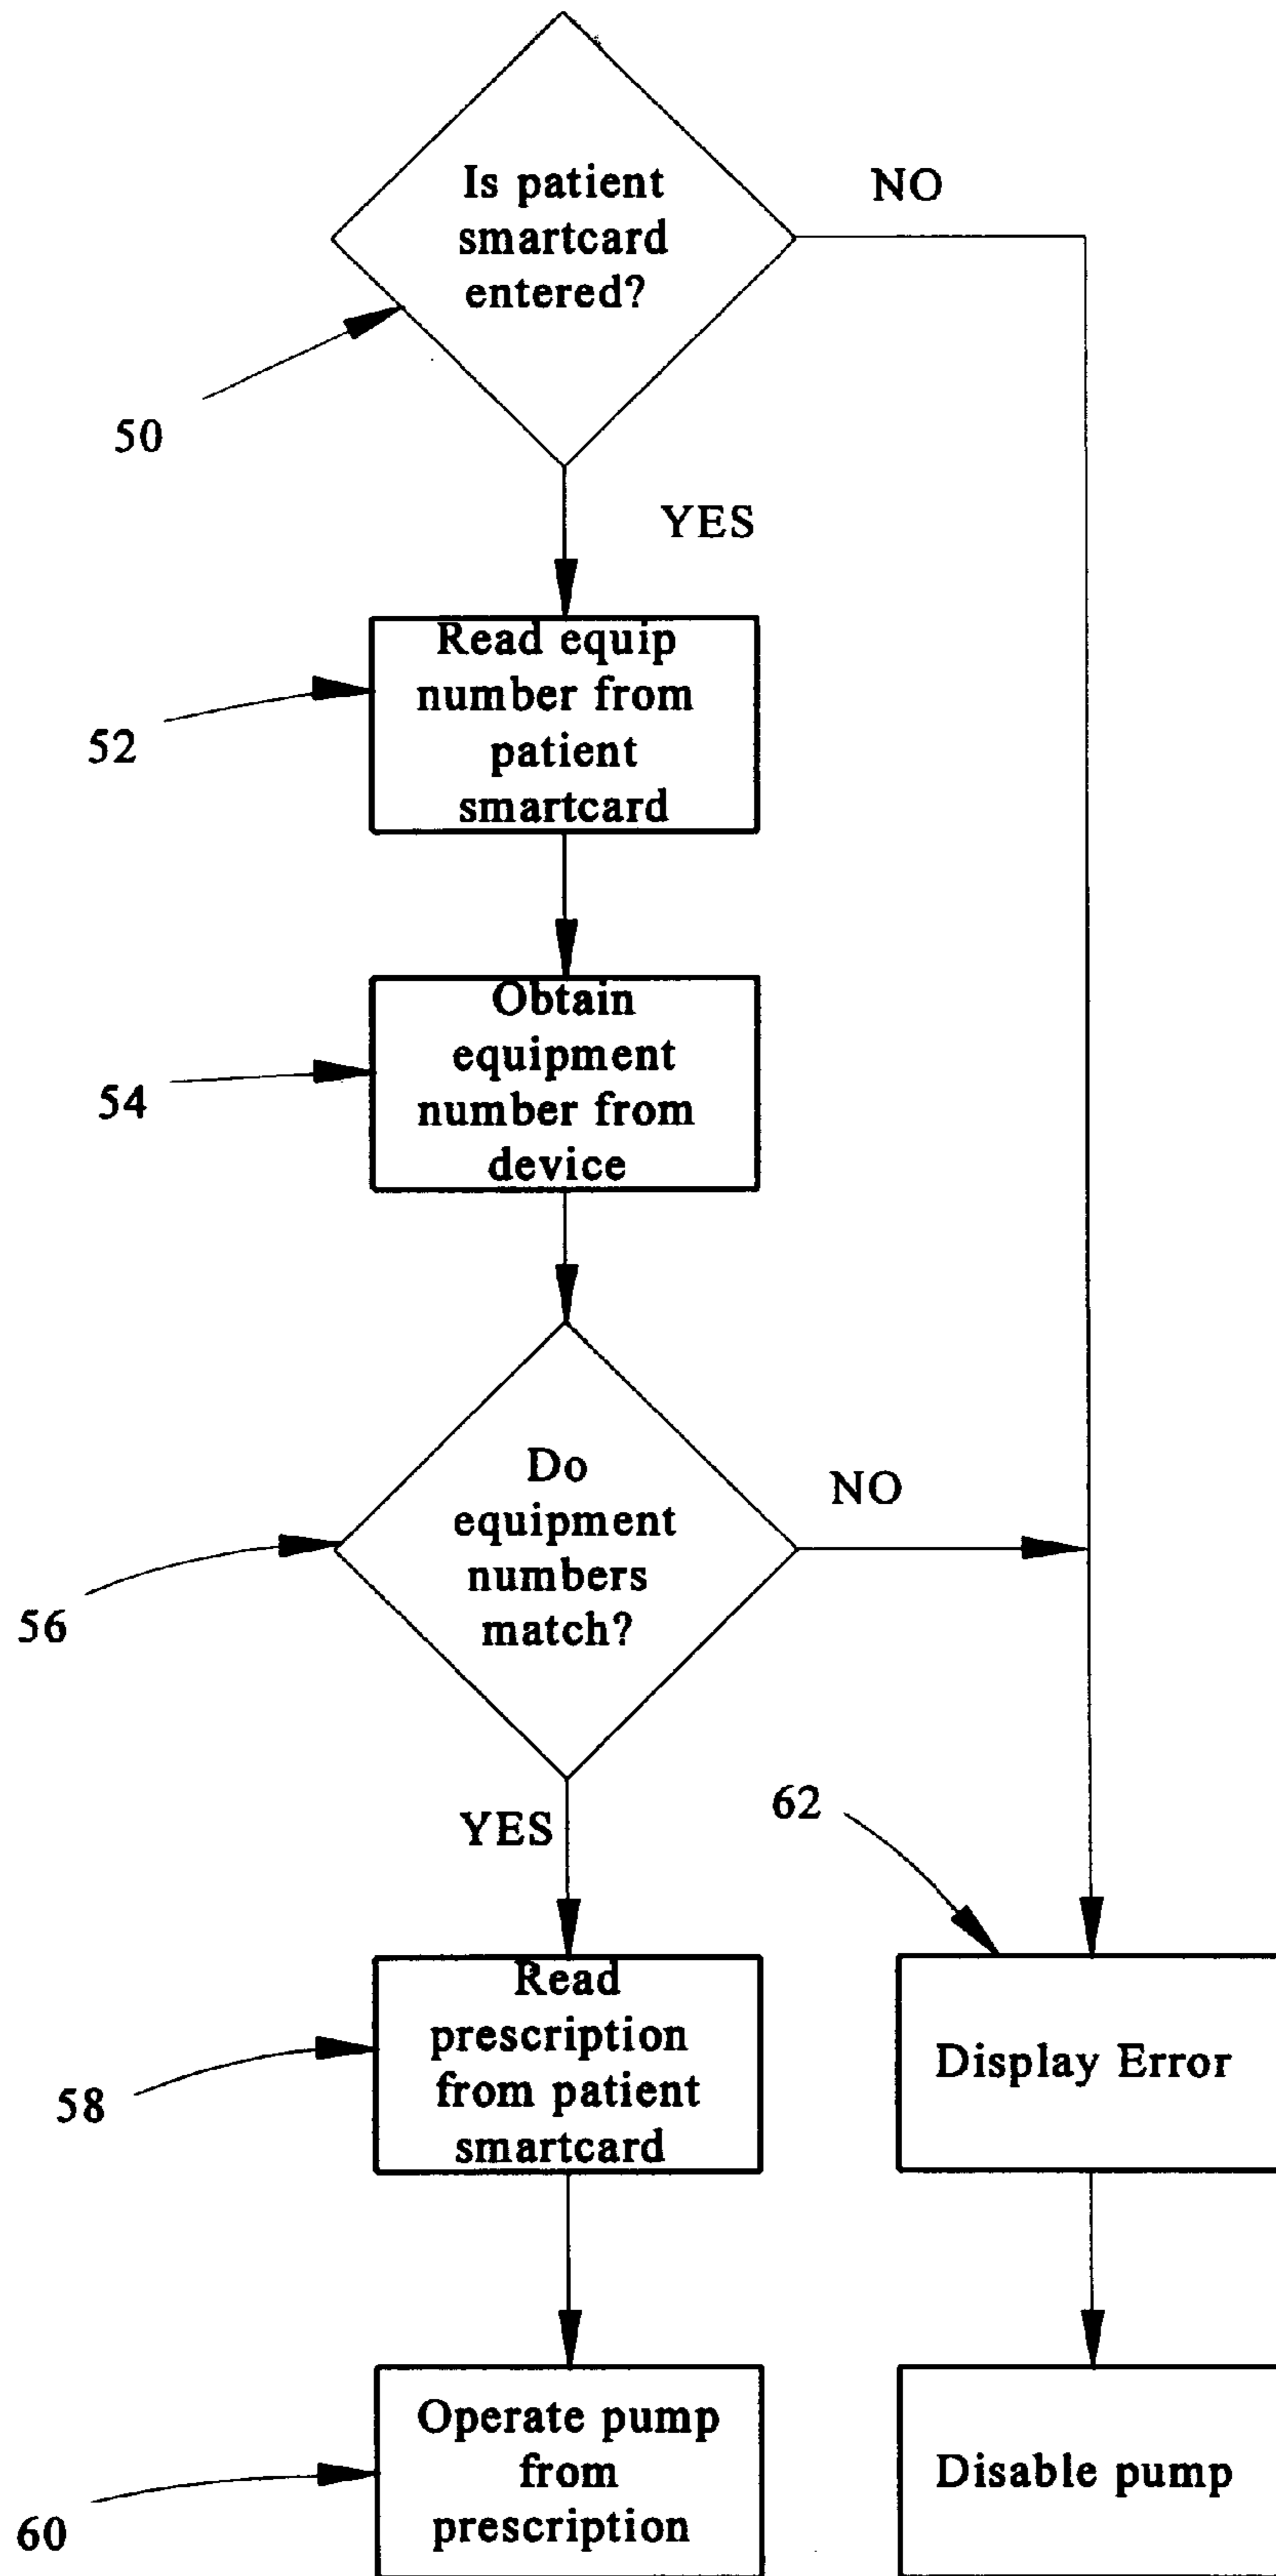 Is patient
smartcard
entered?
NO
50
YES
Read equip
number from
patient
smartcard
52
Obtain
equipment
number from
device
54
Do
equipment
numbers
match?
NO
56
YES
62
Read
prescription
from patient
smartcard
58
Display Error
Operate pump
from
prescription
60
Disable pump